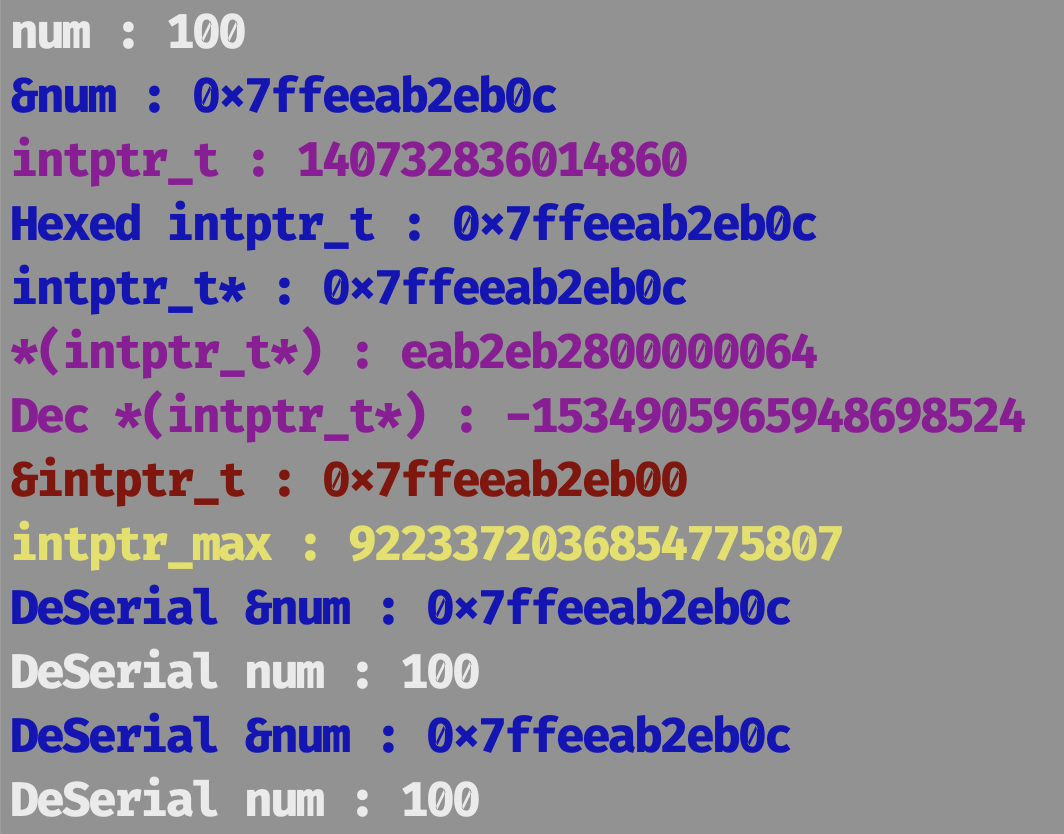 num : 100
&num : 0x7ffeeab2eb0c
intptr_t : 140732836014860
Hexed intptr_t : 0x7ffeeab2eb0c
intptr_t* : 0x7ffeeab2eb0c
*(intptr_t*) : eab2eb2800000064
Dec *(intptr_t*) : -1534905965948698524
&intptr_t : 0x7ffeeab2eb00
intptr_max : 9223372036854775807
DeSerial &num : 0x7ffeeab2eb0c
DeSerial num : 100
DeSerial &num : 0x7ffeeab2eb0c
DeSerial num : 100